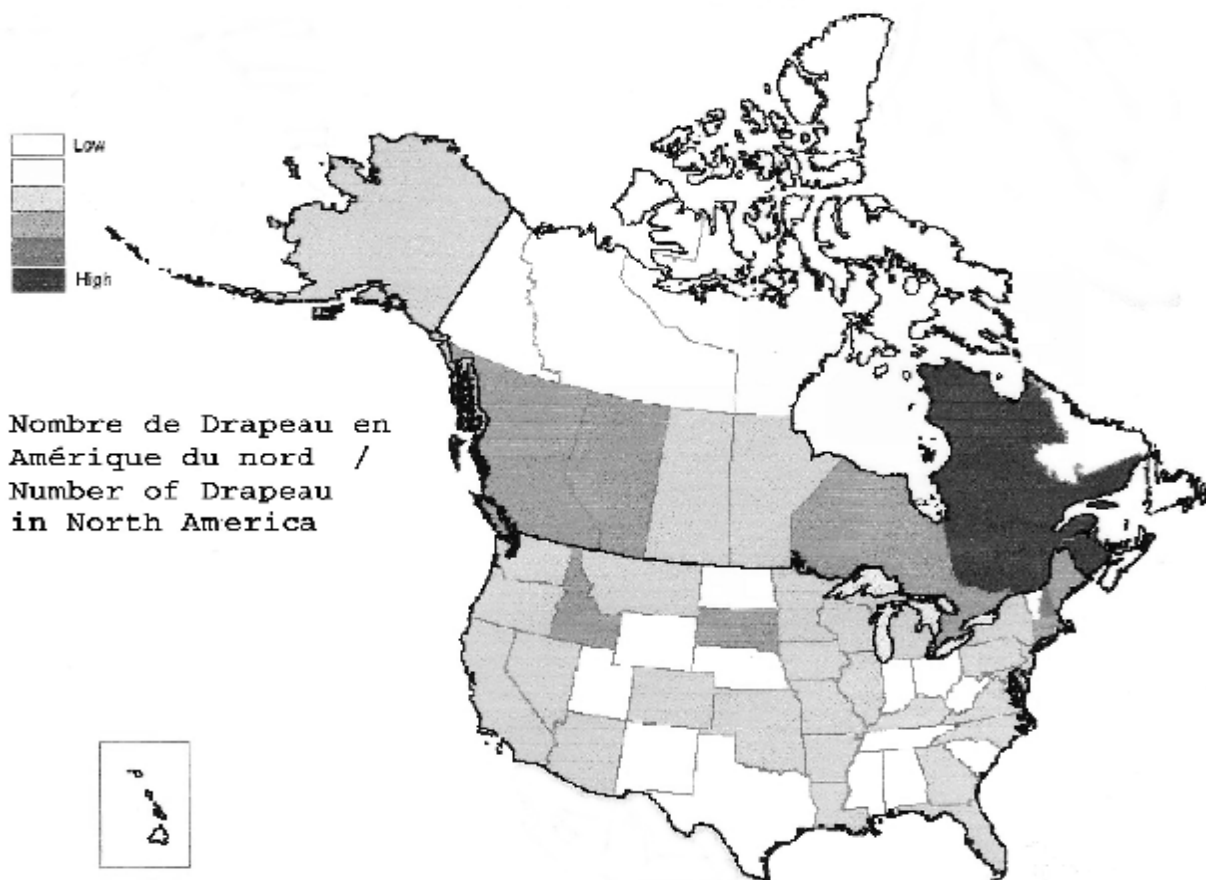 Low
High
Nombre de Drapeau en
Amérique du nord /
Number of Drapeau
in North America